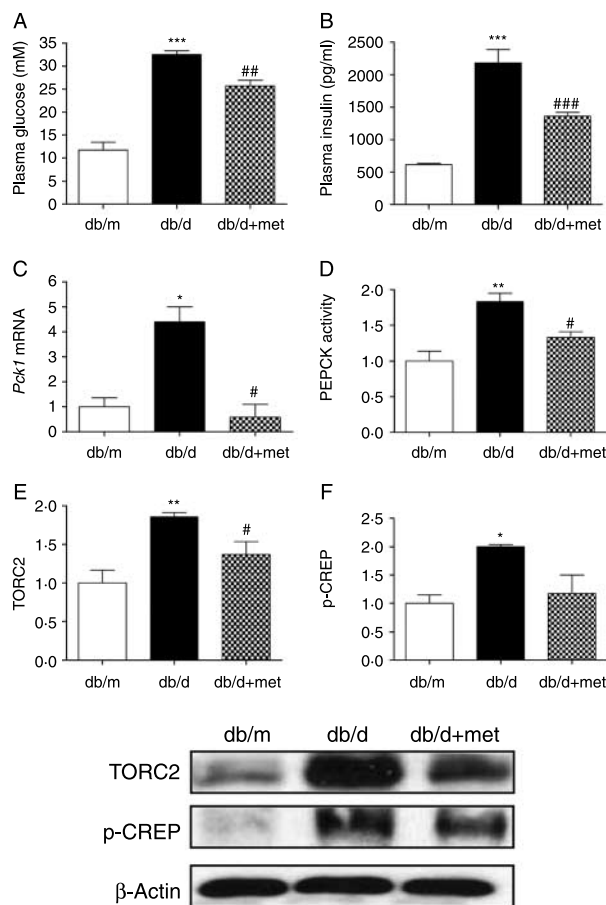 A
B
Plasma glucose (mM)
35
30
25
20
15
10
5
0
***
##
db/m
db/d
db/d+met
Plasma insulin (pg/ml)
2500
2000
1500
1000
500
0
***
###
db/m
db/d
db/d+met
C
D
Pck1 mRNA
6
5
4
3
2
1
0
*
#
db/m
db/d
db/d+met
PEPCK activity
2·0
1·5
1·0
0·5
0·0
**
#
db/m
db/d
db/d+met
E
F
TORC2
2·0
1·5
1·0
0·5
0·0
**
#
db/m
db/d
db/d+met
p-CREP
2·5
2·0
1·5
1·0
0·5
0·0
*
db/m
db/d
db/d+met
db/m db/d db/d+met
TORC2
p-CREP
β-Actin